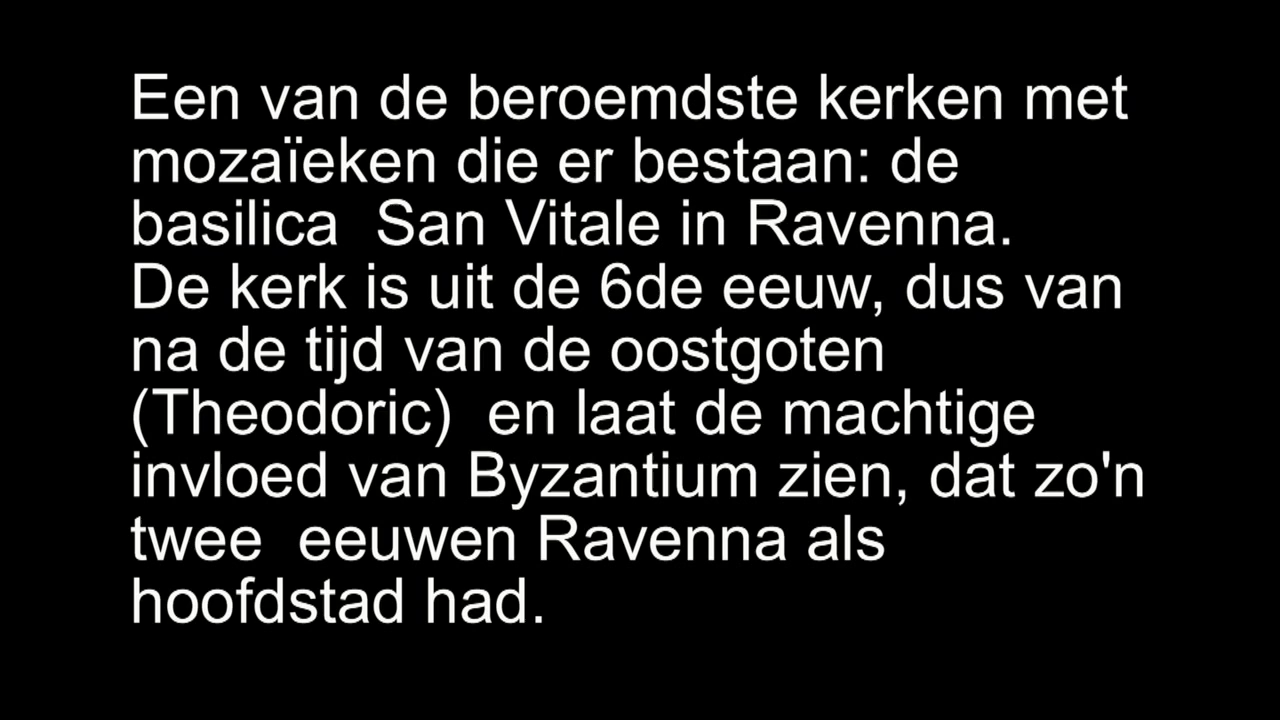 Een van de beroemdste kerken met
mozaïeken die er bestaan: de
basilica  San Vitale in Ravenna.
De kerk is uit de 6de eeuw, dus van
na de tijd van de oostgoten
(Theodoric)  en laat de machtige
invloed van Byzantium zien, dat zo'n
twee  eeuwen Ravenna als
hoofdstad had.